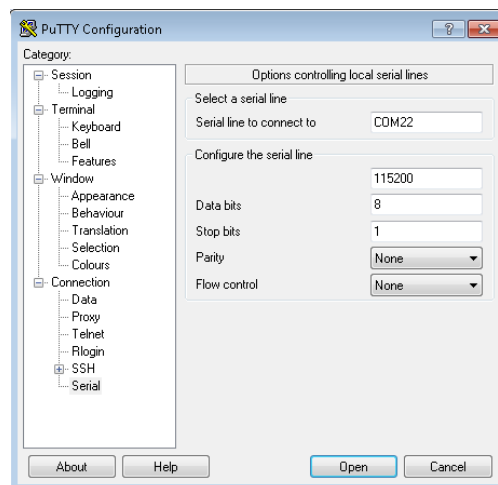 PuTTY Configuration
Category:
Session
Logging
Terminal
Keyboard
Bell
Features
Window
Appearance
Behaviour
Translation
Selection
Colours
Connection
Data
Proxy
Telnet
Rlogin
SSH
Serial
Options controlling local serial lines
Select a serial line
Serial line to connect to COM22
Configure the serial line
115200
Data bits 8
Stop bits 1
Parity None
Flow control None
About Help Open Cancel